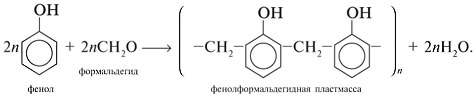 OH OH OH
2n + 2nCH₂O ⟶ ( –CH₂– –CH₂– – )ₙ + 2nH₂O.
формальдегид
фенол фенолформальдегидная пластмасса